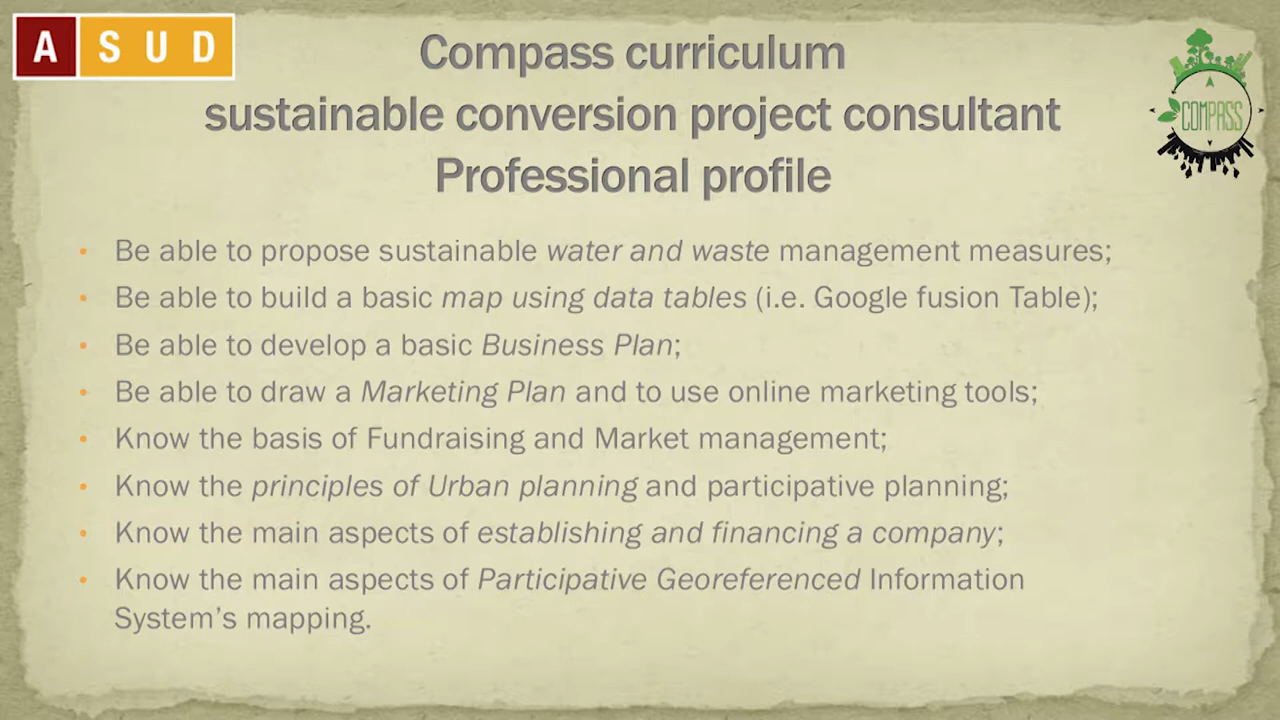 A SUD
Compass curriculum
COMPASS
sustainable conversion project consultant
Professional profile
• Be able to propose sustainable water and waste management measures;
• Be able to build a basic map using data tables (i.e. Google fusion Table);
• Be able to develop a basic Business Plan;
• Be able to draw a Marketing Plan and to use online marketing tools;
• Know the basis of Fundraising and Market management;
• Know the principles of Urban planning and participative planning;
• Know the main aspects of establishing and financing a company;
• Know the main aspects of Participative Georeferenced Information
System’s mapping.